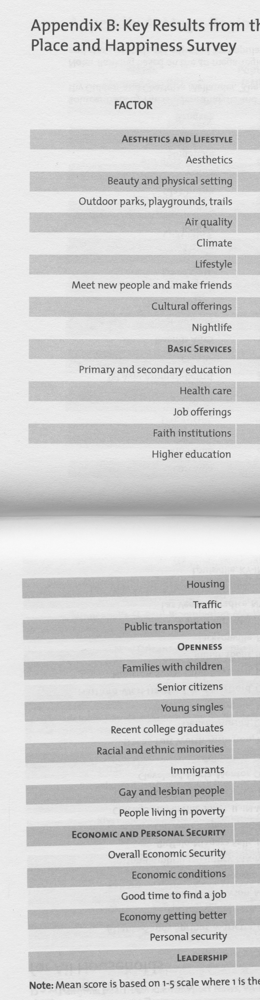 Appendix B: Key Results from th
Place and Happiness Survey
FACTOR
AESTHETICS AND LIFESTYLE
Aesthetics
Beauty and physical setting
Outdoor parks, playgrounds, trails
Air quality
Climate
Lifestyle
Meet new people and make friends
Cultural offerings
Nightlife
BASIC SERVICES
Primary and secondary education
Health care
Job offerings
Faith institutions
Higher education
Housing
Traffic
Public transportation
OPENNESS
Families with children
Senior citizens
Young singles
Recent college graduates
Racial and ethnic minorities
Immigrants
Gay and lesbian people
People living in poverty
ECONOMIC AND PERSONAL SECURITY
Overall Economic Security
Economic conditions
Good time to find a job
Economy getting better
Personal security
LEADERSHIP
Note: Mean score is based on 1-5 scale where 1 is the